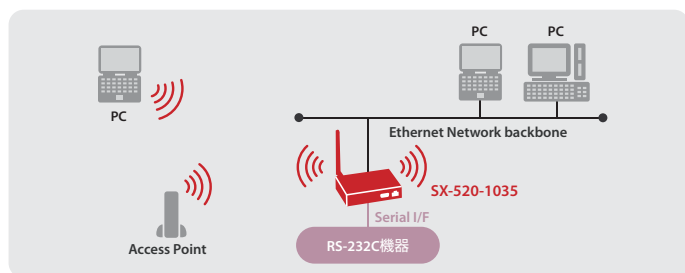 PC
PC
PC
Ethernet Network backbone
SX-520-1035
Serial I/F
Access Point
RS-232C機器